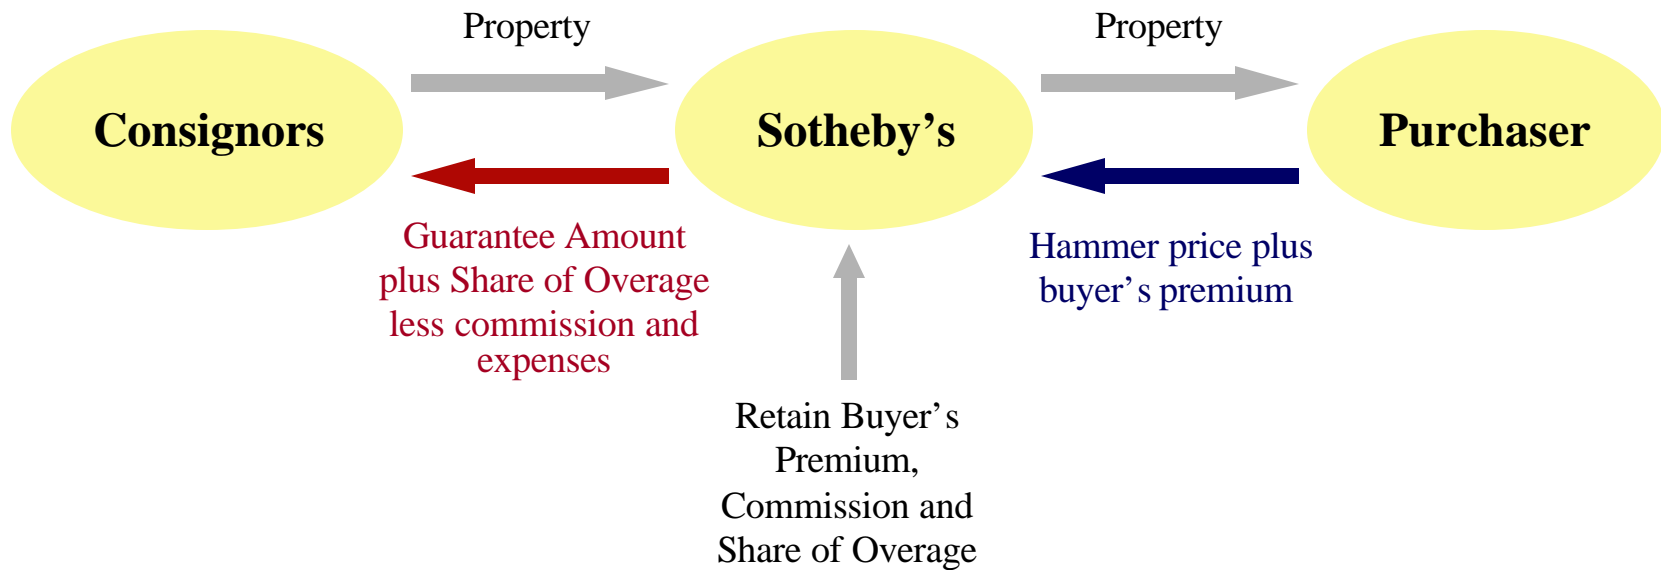 Property
Property
Consignors
Sotheby's
Purchaser
Guarantee Amount
plus Share of Overage
less commission and
expenses
Hammer price plus
buyer's premium
Retain Buyer's
Premium,
Commission and
Share of Overage